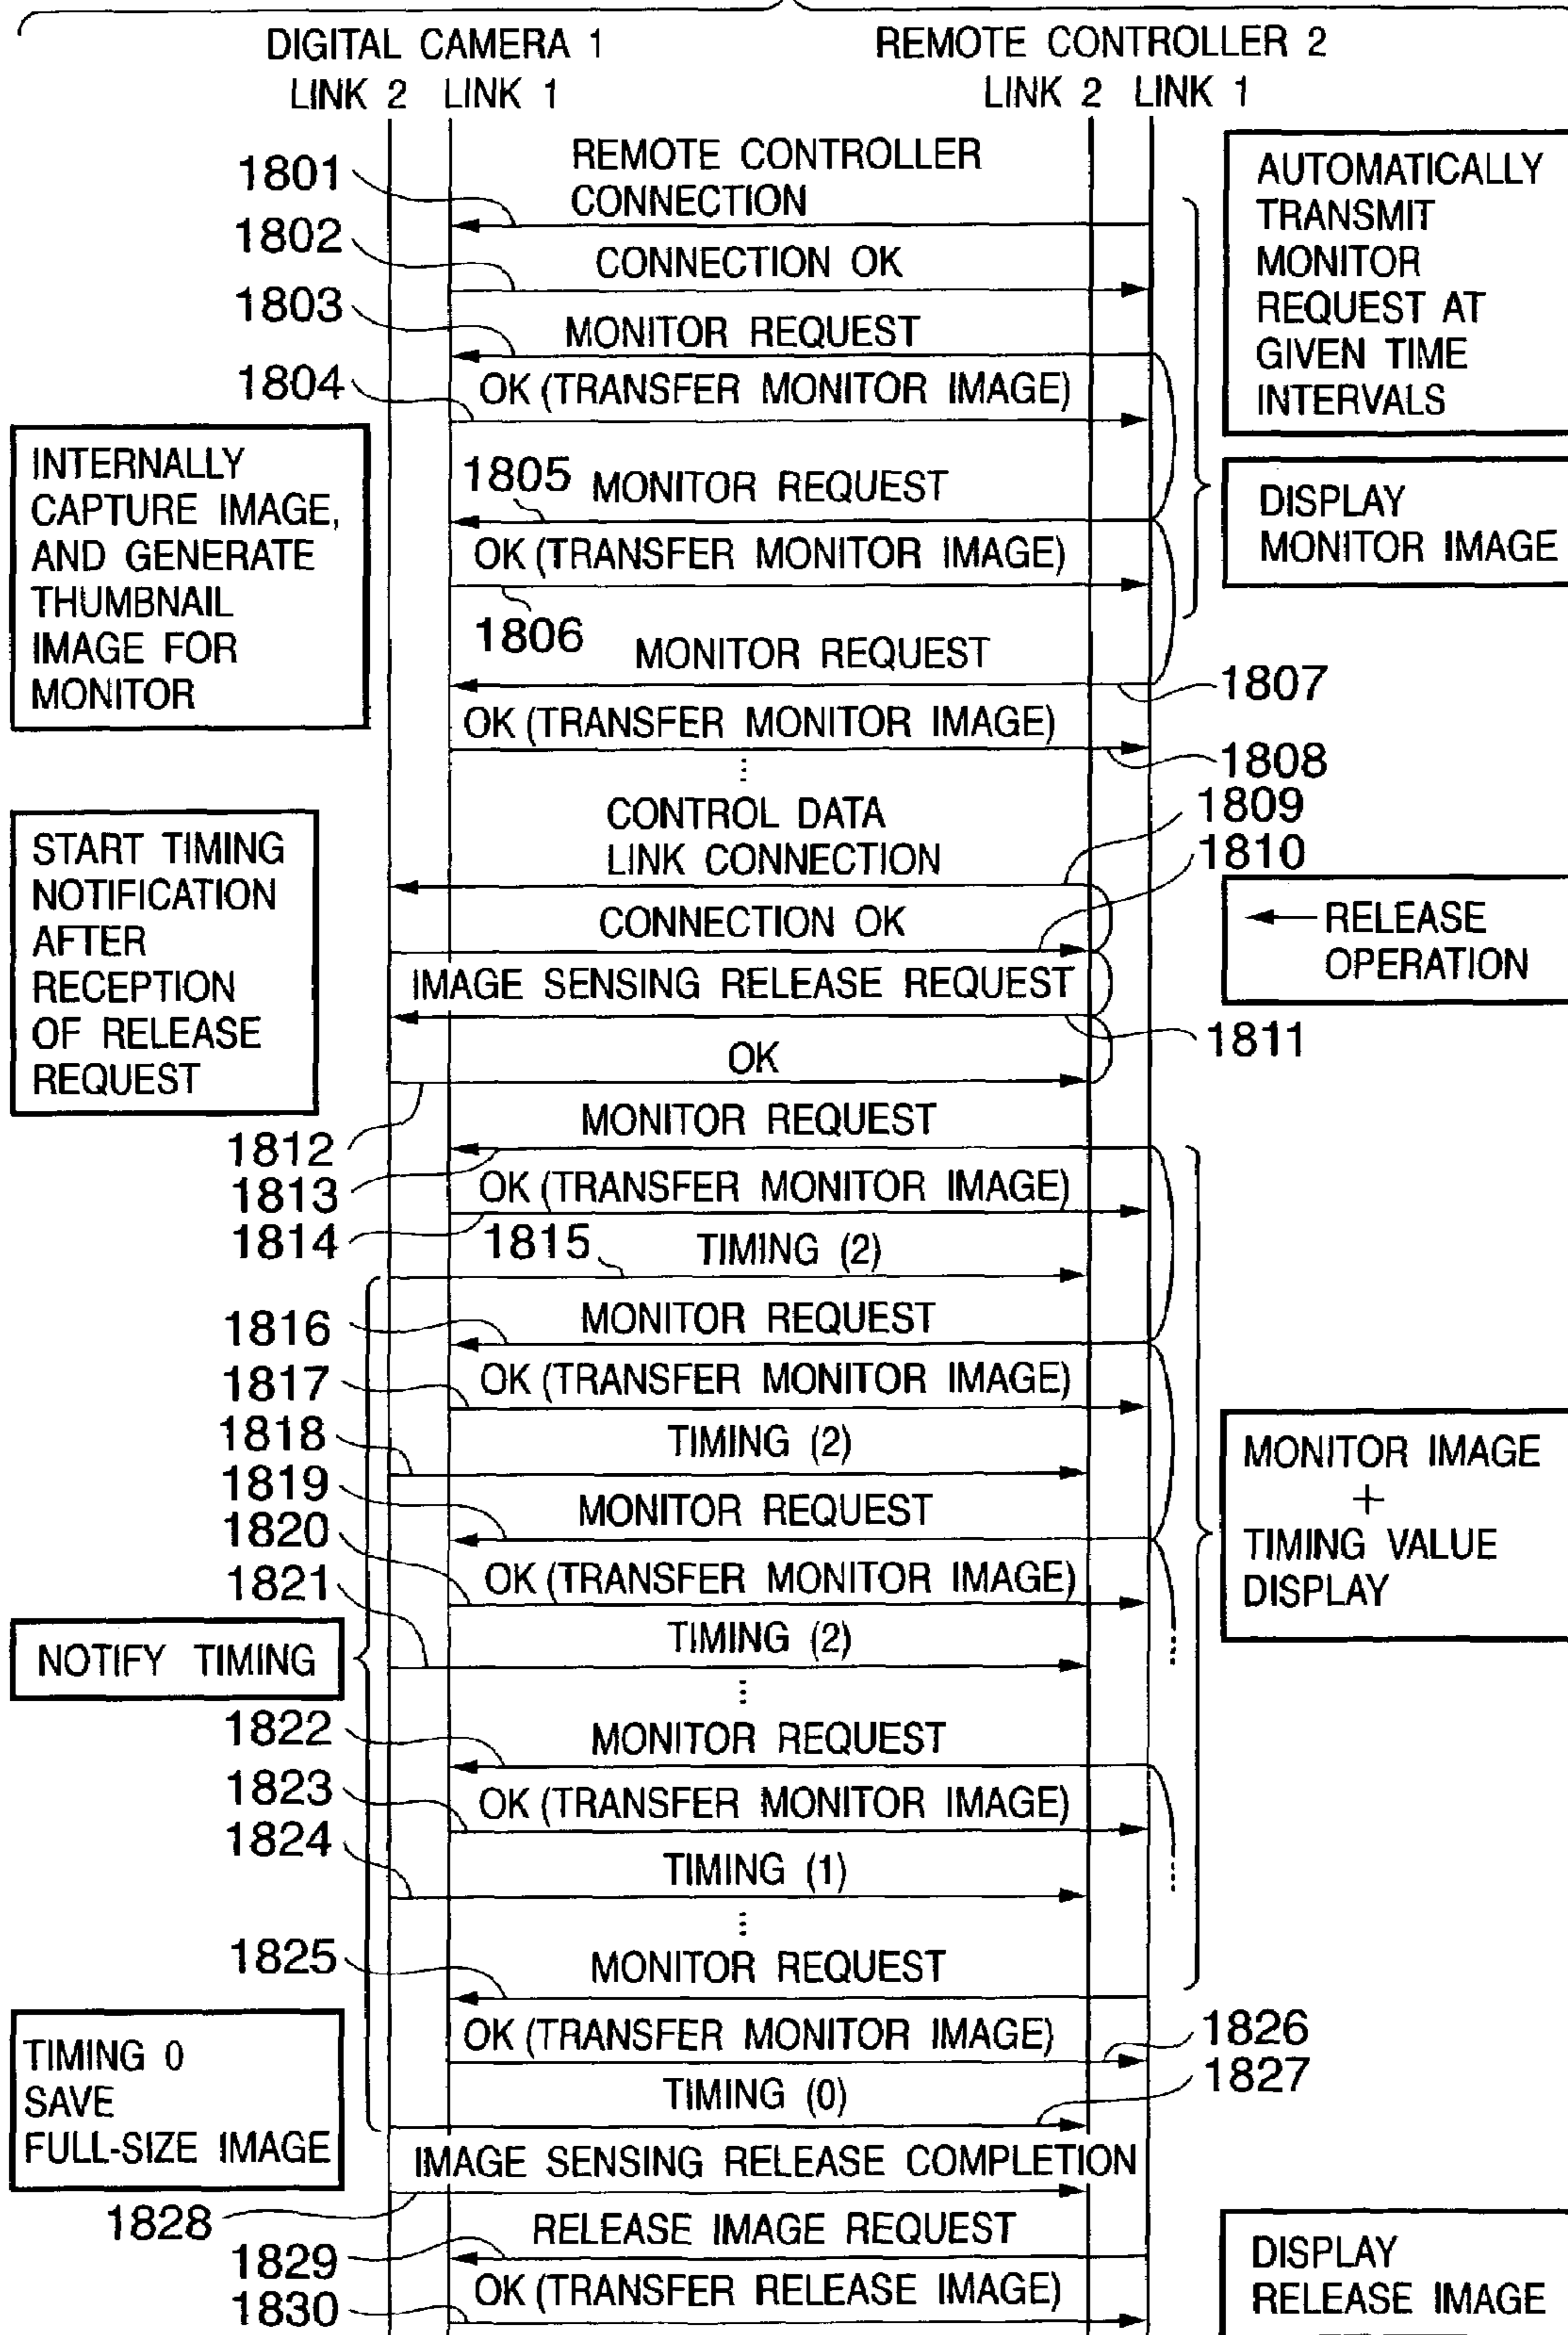 DIGITAL CAMERA 1
REMOTE CONTROLLER 2
LINK 2 LINK 1
LINK 2 LINK 1
1801
REMOTE CONTROLLER
CONNECTION
1802
CONNECTION OK
1803
MONITOR REQUEST
1804
OK (TRANSFER MONITOR IMAGE)
AUTOMATICALLY
TRANSMIT
MONITOR
REQUEST AT
GIVEN TIME
INTERVALS
INTERNALLY
CAPTURE IMAGE,
AND GENERATE
THUMBNAIL
IMAGE FOR
MONITOR
1805
MONITOR REQUEST
OK (TRANSFER MONITOR IMAGE)
1806
DISPLAY
MONITOR IMAGE
MONITOR REQUEST
1807
OK (TRANSFER MONITOR IMAGE)
1808
CONTROL DATA
LINK CONNECTION
1809
1810
START TIMING
NOTIFICATION
AFTER
RECEPTION
OF RELEASE
REQUEST
CONNECTION OK
RELEASE
OPERATION
IMAGE SENSING RELEASE REQUEST
1811
OK
1812
MONITOR REQUEST
1813
OK (TRANSFER MONITOR IMAGE)
1814
1815
TIMING (2)
1816
MONITOR REQUEST
1817
OK (TRANSFER MONITOR IMAGE)
1818
TIMING (2)
1819
MONITOR REQUEST
1820
OK (TRANSFER MONITOR IMAGE)
1821
TIMING (2)
MONITOR IMAGE
+
TIMING VALUE
DISPLAY
NOTIFY TIMING
1822
MONITOR REQUEST
1823
OK (TRANSFER MONITOR IMAGE)
1824
TIMING (1)
1825
MONITOR REQUEST
OK (TRANSFER MONITOR IMAGE)
1826
1827
TIMING (0)
TIMING 0
SAVE
FULL-SIZE IMAGE
IMAGE SENSING RELEASE COMPLETION
1828
RELEASE IMAGE REQUEST
1829
OK (TRANSFER RELEASE IMAGE)
1830
DISPLAY
RELEASE IMAGE